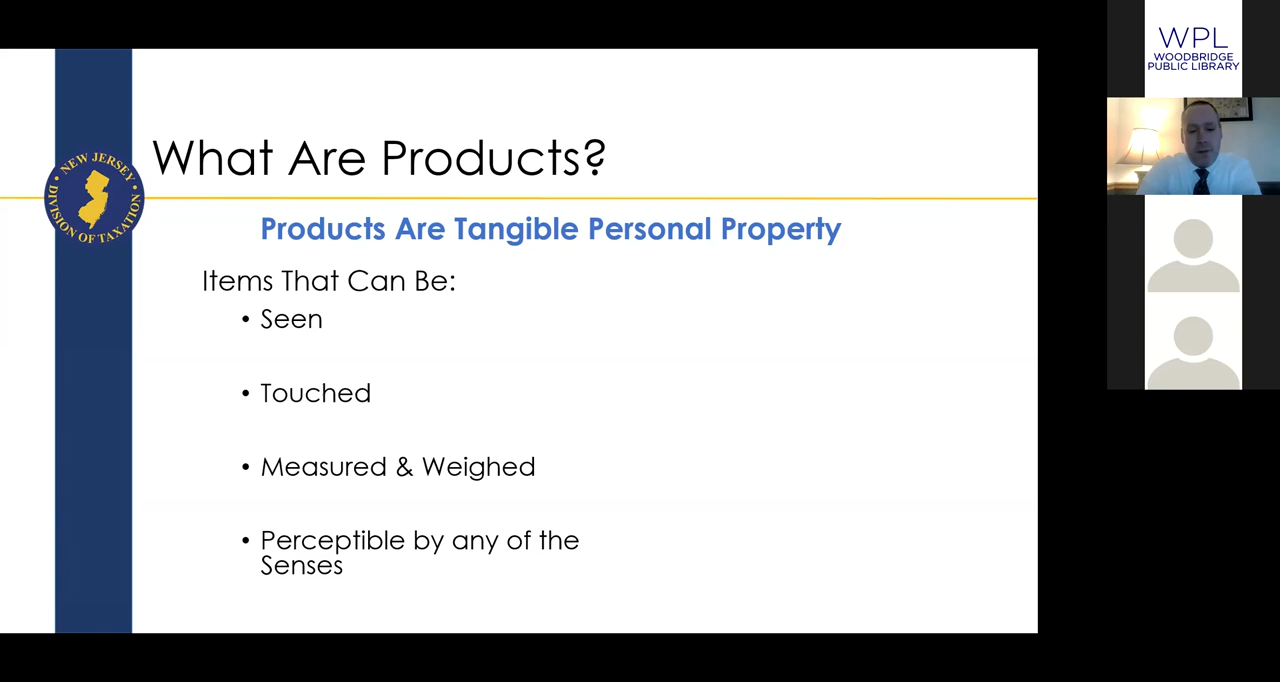 What Are Products?
NEW JERSEY
DIVISION OF TAXATION
Products Are Tangible Personal Property
Items That Can Be:
• Seen
• Touched
• Measured & Weighed
• Perceptible by any of the
Senses
WPL
WOODBRIDGE
PUBLIC LIBRARY